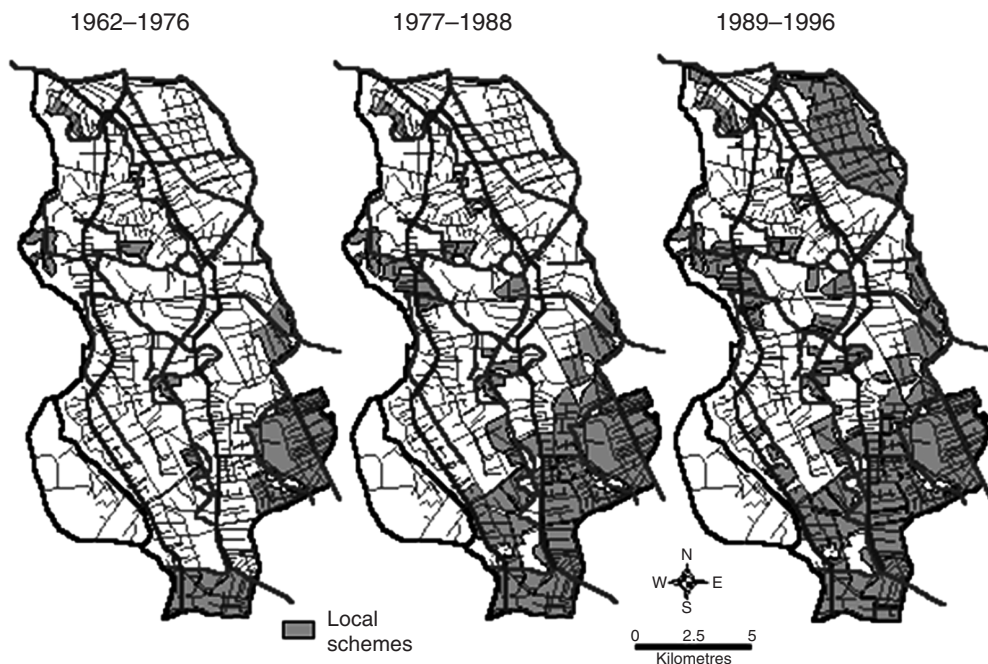 1962–1976
1977–1988
1989–1996
Local
schemes
N
W E
S
0 2.5 5
Kilometres